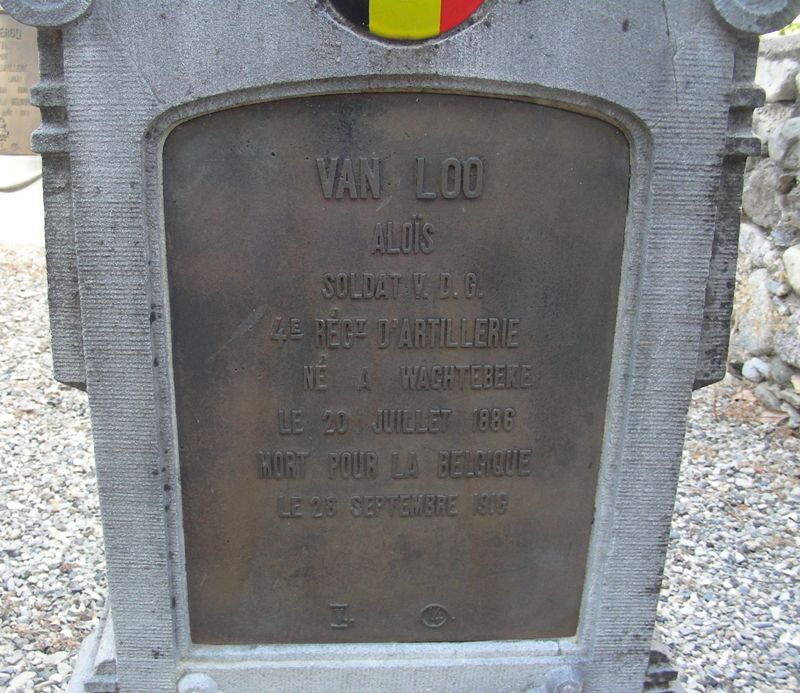 VAN LOO
ALOÏS
SOLDAT V. D. G.
4E RÉGT D'ARTILLERIE
NÉ A WACHTEBEKE
LE 20 JUILLET 1886
MORT POUR LA BELGIQUE
LE 28 SEPTEMBRE 1916